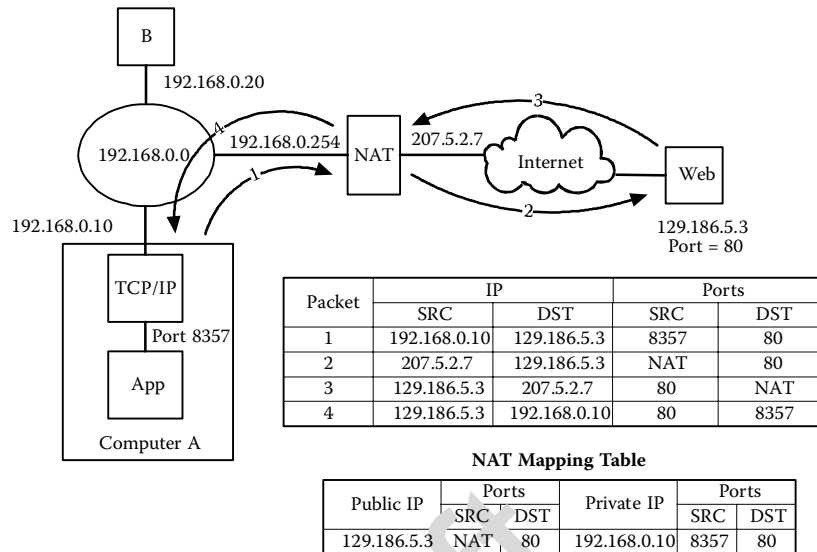 B
192.168.0.20
3
4
192.168.0.254
NAT
207.5.2.7
192.168.0.0
Internet
Web
1
2
192.168.0.10
129.186.5.3
Port = 80
TCP/IP
Port 8357
App
Computer A
Packet IP Ports
SRC DST SRC DST
1 192.168.0.10 129.186.5.3 8357 80
2 207.5.2.7 129.186.5.3 NAT 80
3 129.186.5.3 207.5.2.7 80 NAT
4 129.186.5.3 192.168.0.10 80 8357
NAT Mapping Table
Public IP Ports Private IP Ports
SRC DST SRC DST
129.186.5.3 NAT 80 192.168.0.10 8357 80